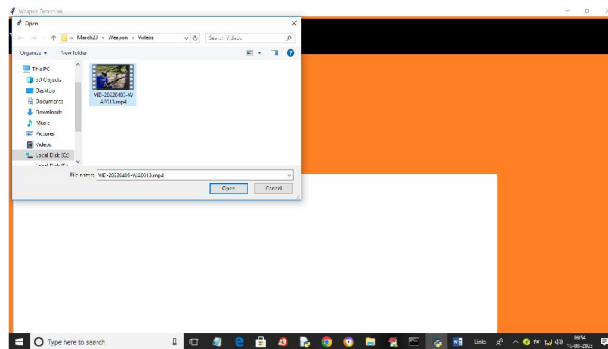 Weapon Detection
Open
March23 › Weapon › Videos
Search Videos
Organize
New folder
This PC
3D Objects
Desktop
Documents
Downloads
Music
Pictures
Videos
Local Disk (C:)
File name:
Open
Cancel
Type here to search
Links